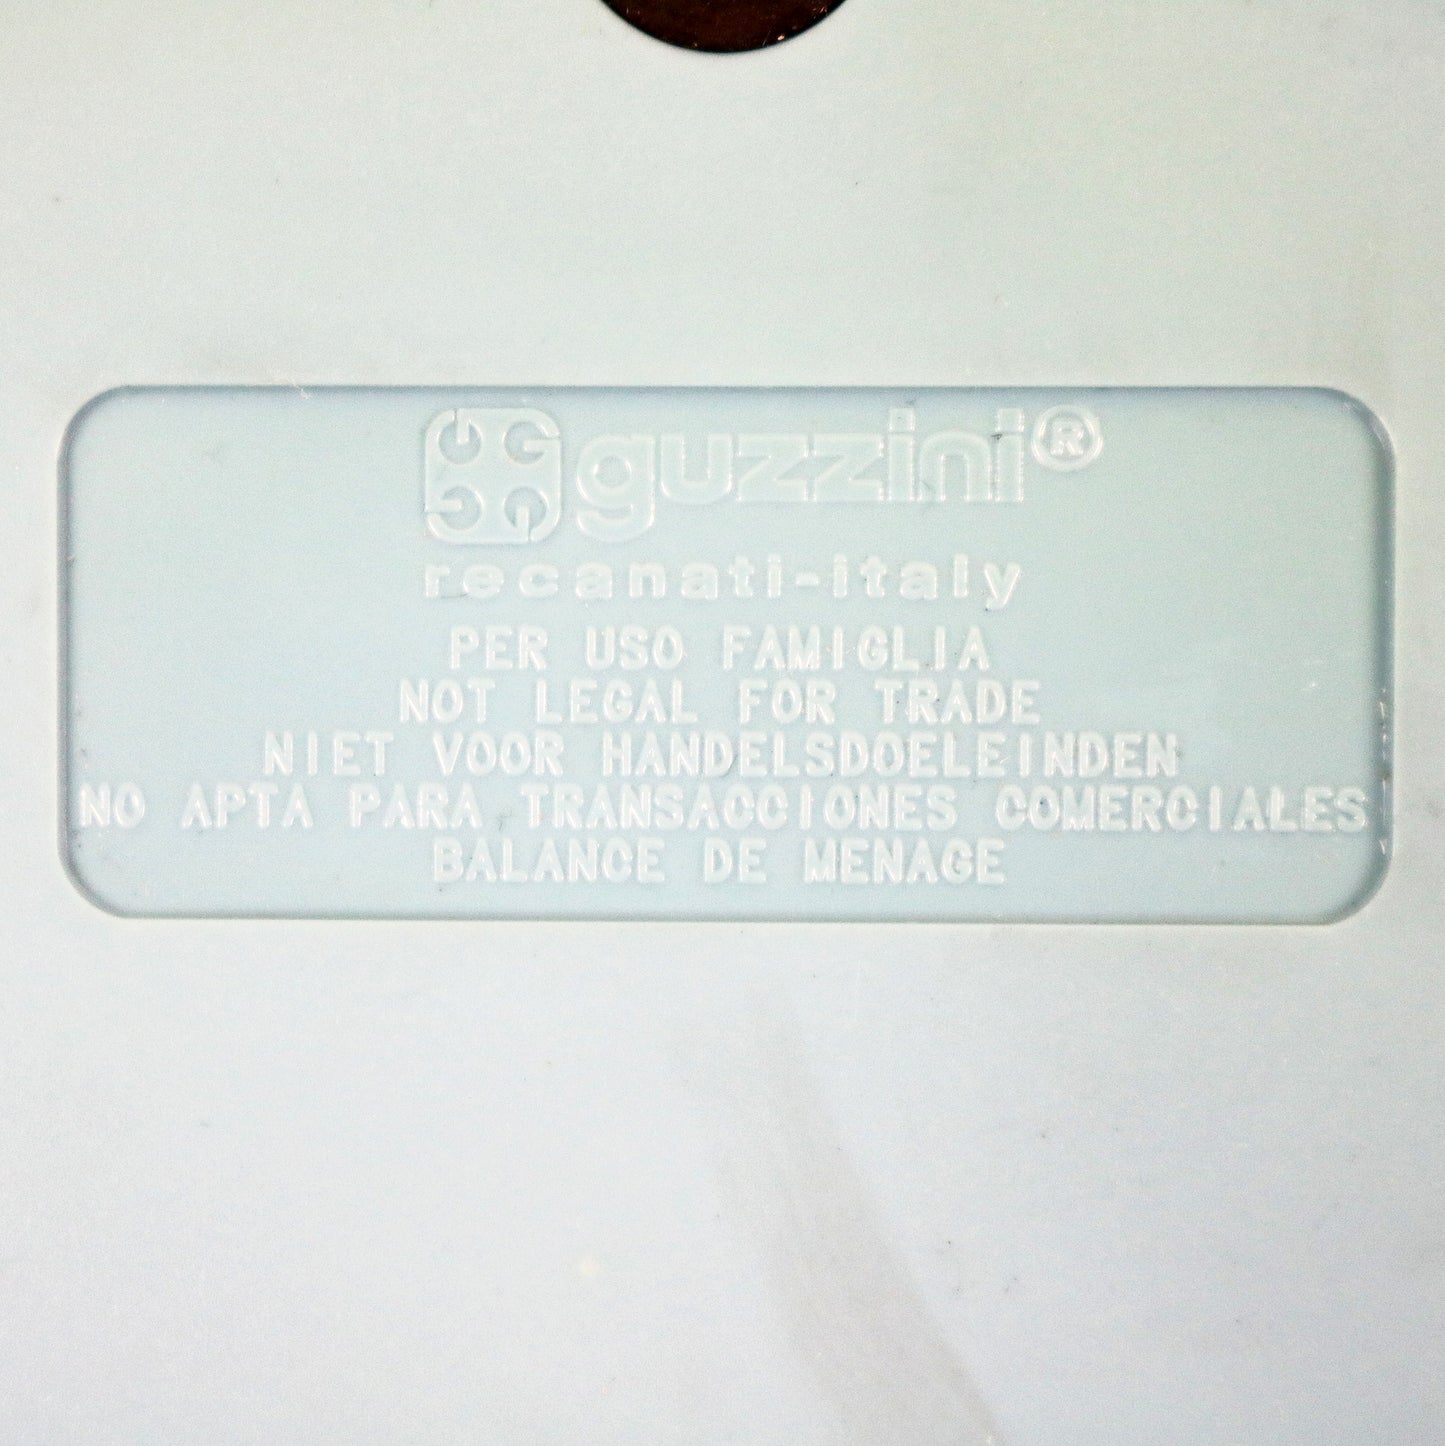 guzzini®
recanati-italy
PER USO FAMIGLIA
NOT LEGAL FOR TRADE
NIET VOOR HANDELSDOELEINDEN
NO APTA PARA TRANSACCIONES COMERCIALES
BALANCE DE MENAGE